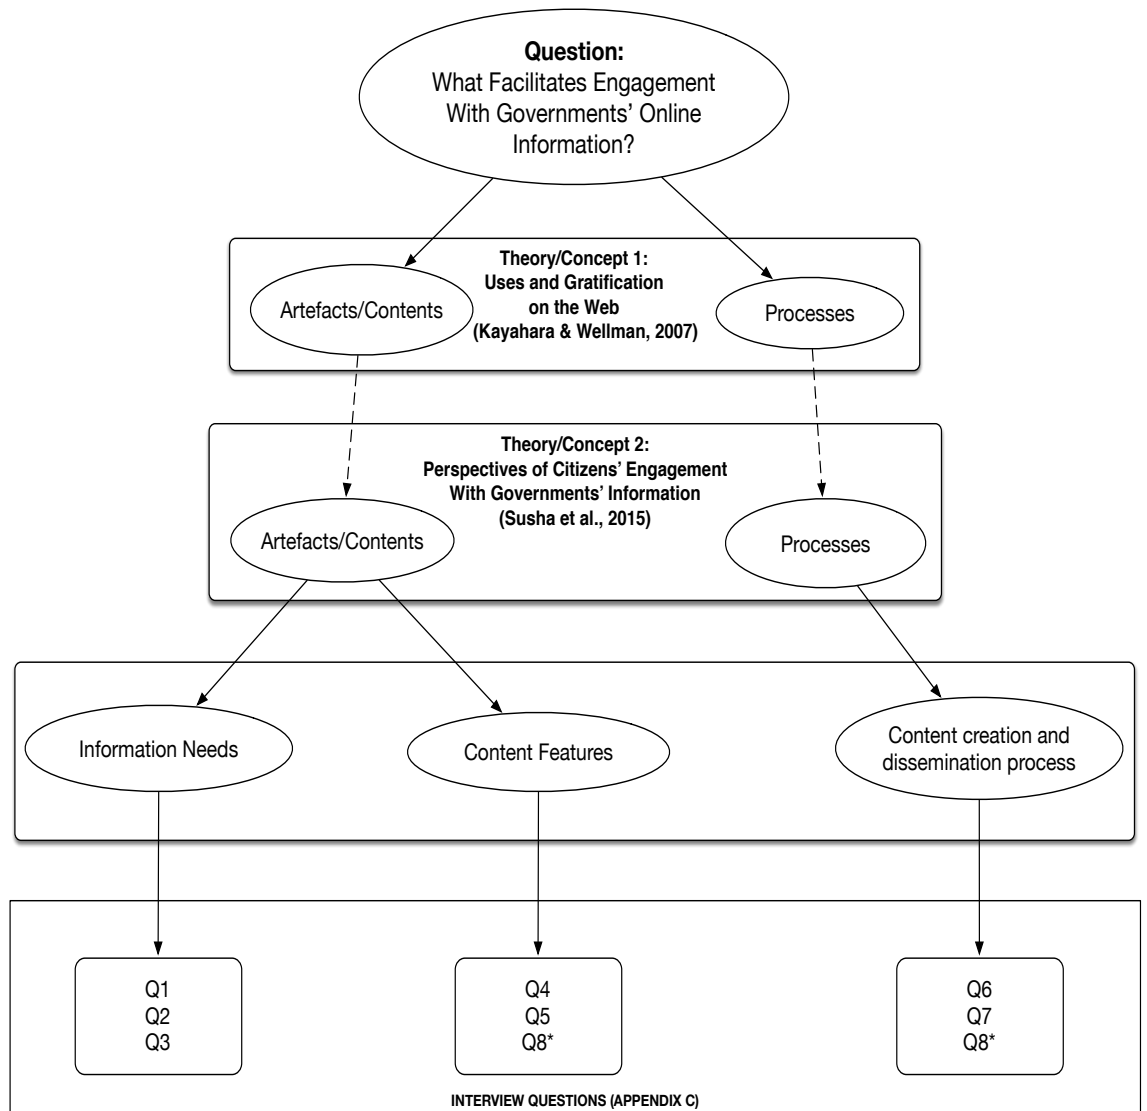 Question:
What Facilitates Engagement
With Governments’ Online
Information?
Theory/Concept 1:
Uses and Gratification
on the Web
(Kayahara & Wellman, 2007)
Artefacts/Contents
Processes
Theory/Concept 2:
Perspectives of Citizens’ Engagement
With Governments’ Information
(Susha et al., 2015)
Artefacts/Contents
Processes
Information Needs
Content Features
Content creation and
dissemination process
Q1
Q2
Q3
Q4
Q5
Q8*
Q6
Q7
Q8*
INTERVIEW QUESTIONS (APPENDIX C)